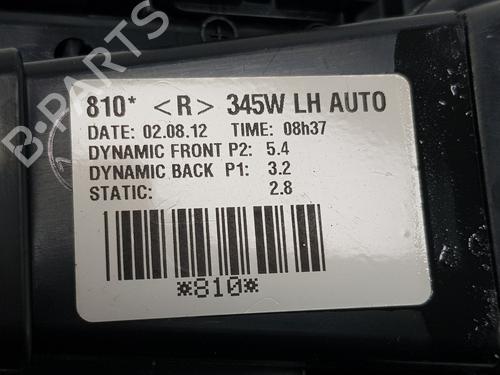 B-PARTS
810* <R> 345W LH AUTO
DATE: 02.08.12 TIME: 08h37
DYNAMIC FRONT P2: 5.4
DYNAMIC BACK P1: 3.2
STATIC: 2.8
*810*